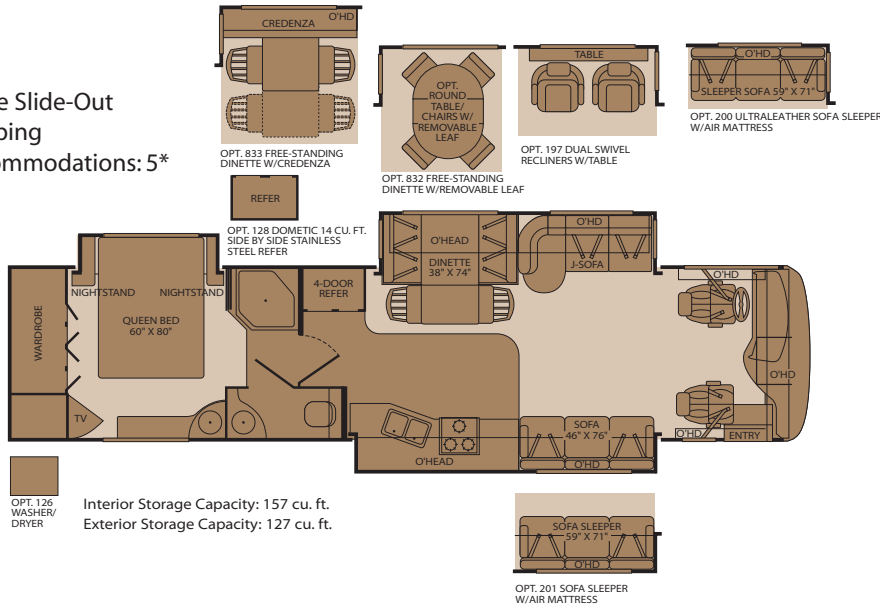 CREDENZA
O'HD
OPT. 833 FREE-STANDING
DINETTE W/CREDENZA
OPT.
ROUND
TABLE/
CHAIRS W/
REMOVABLE
LEAF
OPT. 832 FREE-STANDING
DINETTE W/REMOVABLE LEAF
TABLE
OPT. 197 DUAL SWIVEL
RECLINERS W/TABLE
O'HD
SLEEPER SOFA 59" X 71"
OPT. 200 ULTRALEATHER SOFA SLEEPER
W/AIR MATTRESS
e Slide-Out
ping
ommodations: 5*
REFER
OPT. 128 DOMETIC 14 CU. FT.
SIDE BY SIDE STAINLESS
STEEL REFER
WARDROBE
NIGHTSTAND
NIGHTSTAND
QUEEN BED
60" X 80"
TV
4-DOOR
REFER
O'HEAD
DINETTE
38" X 74"
O'HD
J-SOFA
O'HD
O'HD
O'HEAD
SOFA
46" X 76"
O'HD
O'HD
ENTRY
OPT. 126
WASHER/
DRYER
Interior Storage Capacity: 157 cu. ft.
Exterior Storage Capacity: 127 cu. ft.
SOFA SLEEPER
59" X 71"
O'HD
OPT. 201 SOFA SLEEPER
W/AIR MATTRESS